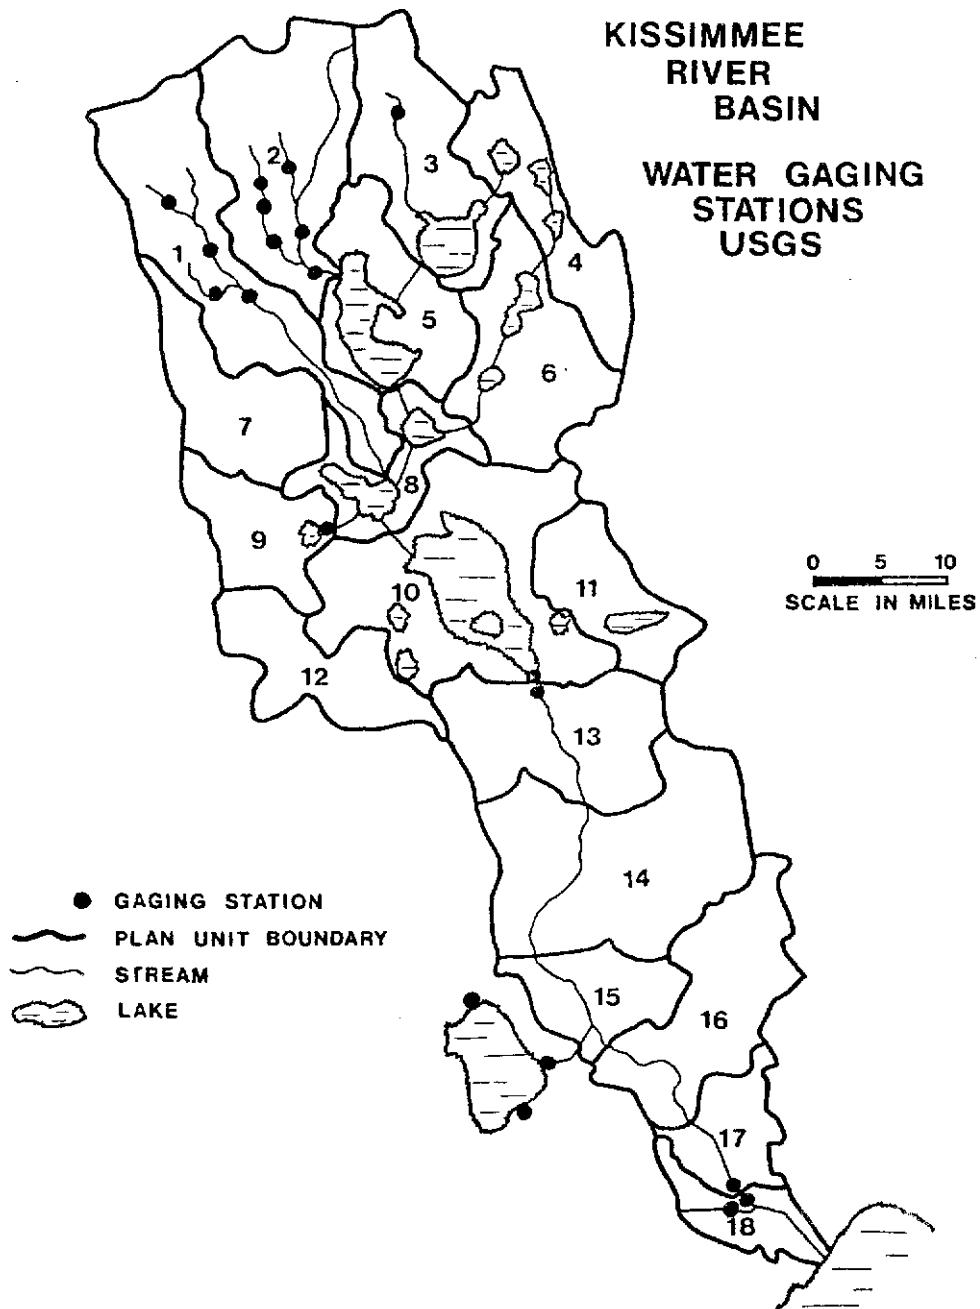 KISSIMMEE
RIVER
BASIN
WATER GAGING
STATIONS
USGS
1
2
3
4
5
6
7
8
9
10
11
12
13
14
15
16
17
18
0 5 10
SCALE IN MILES
GAGING STATION
PLAN UNIT BOUNDARY
STREAM
LAKE